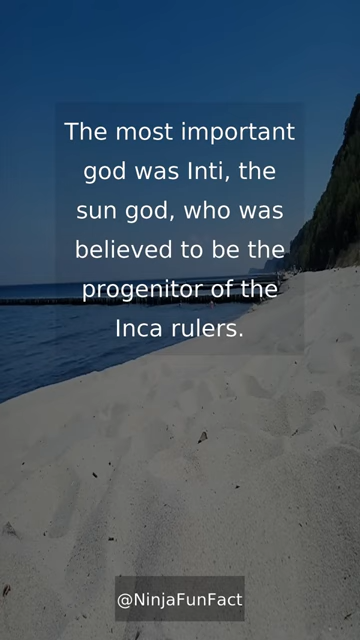 The most important
god was Inti, the
sun god, who was
believed to be the
progenitor of the
Inca rulers.
@NinjaFunFact